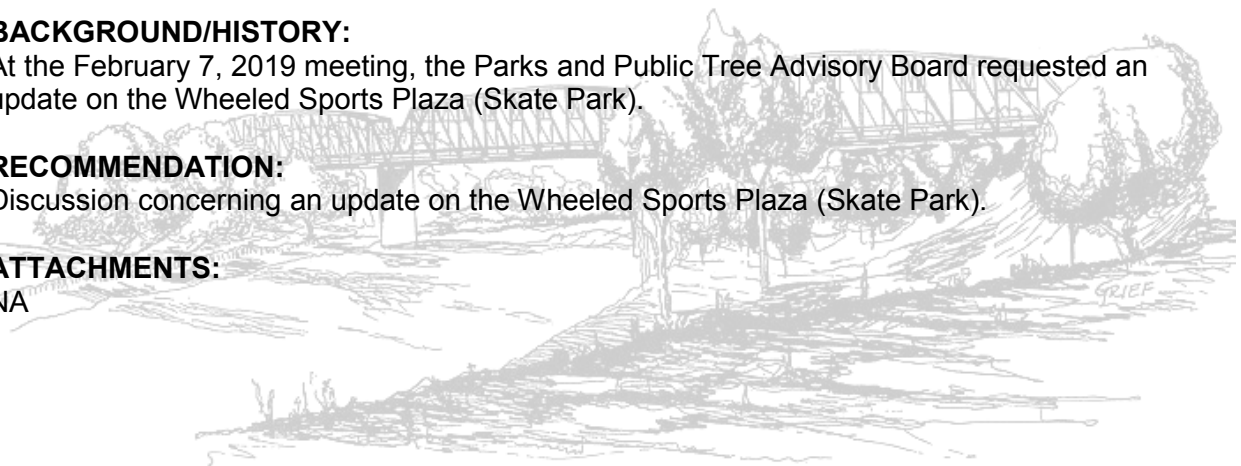 BACKGROUND/HISTORY:
At the February 7, 2019 meeting, the Parks and Public Tree Advisory Board requested an
update on the Wheeled Sports Plaza (Skate Park).
RECOMMENDATION:
Discussion concerning an update on the Wheeled Sports Plaza (Skate Park).
ATTACHMENTS:
NA
GRIEF